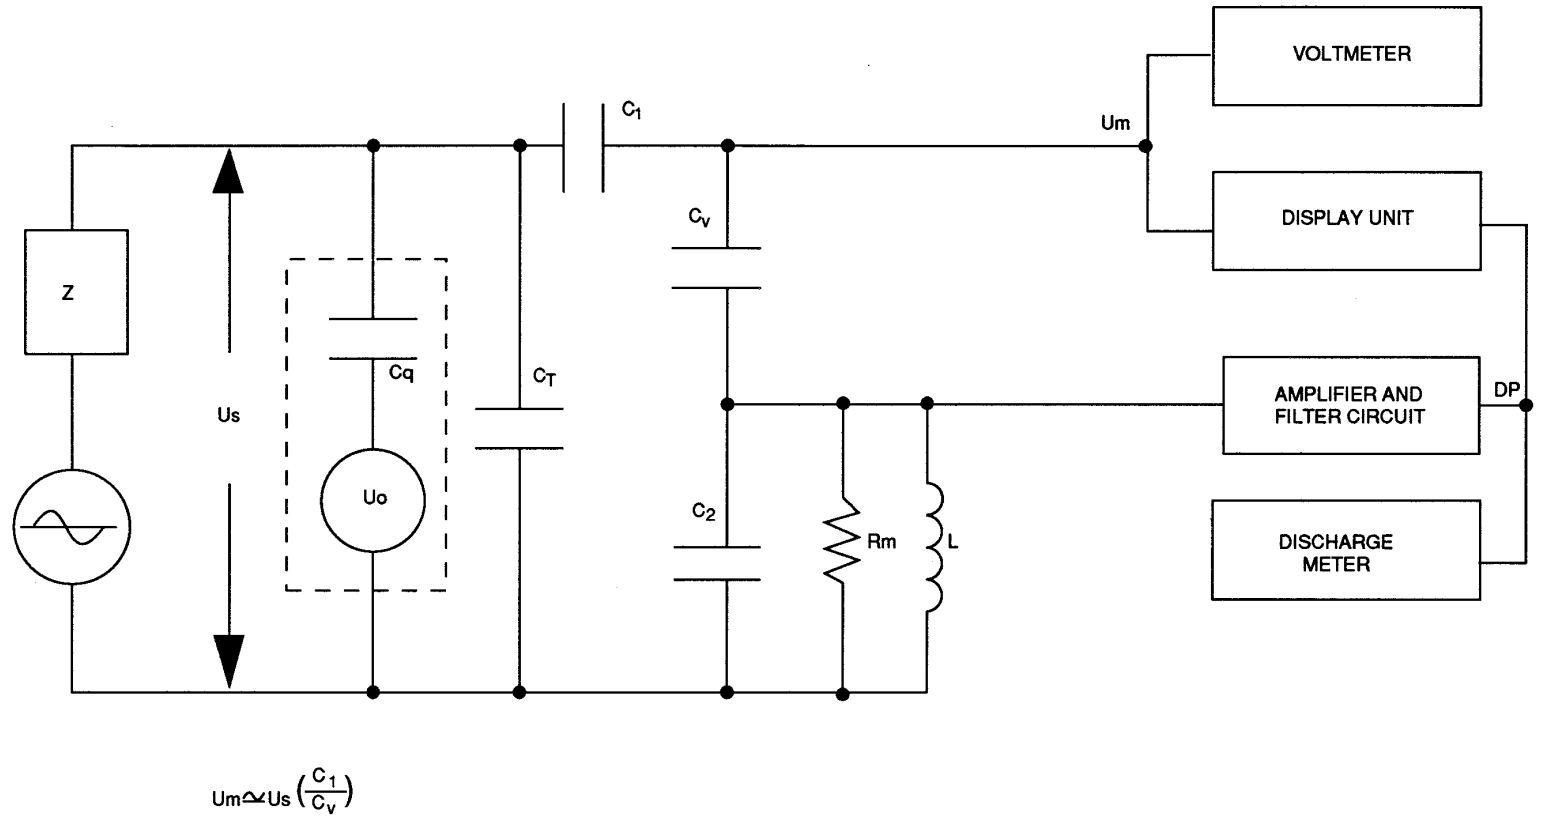 VOLTMETER
C1
Um
Cv
DISPLAY UNIT
Z
Cq
CT
AMPLIFIER AND
FILTER CIRCUIT
DP
Us
Uo
C2
Rm
L
DISCHARGE
METER
Um≃Us(C1/Cv)